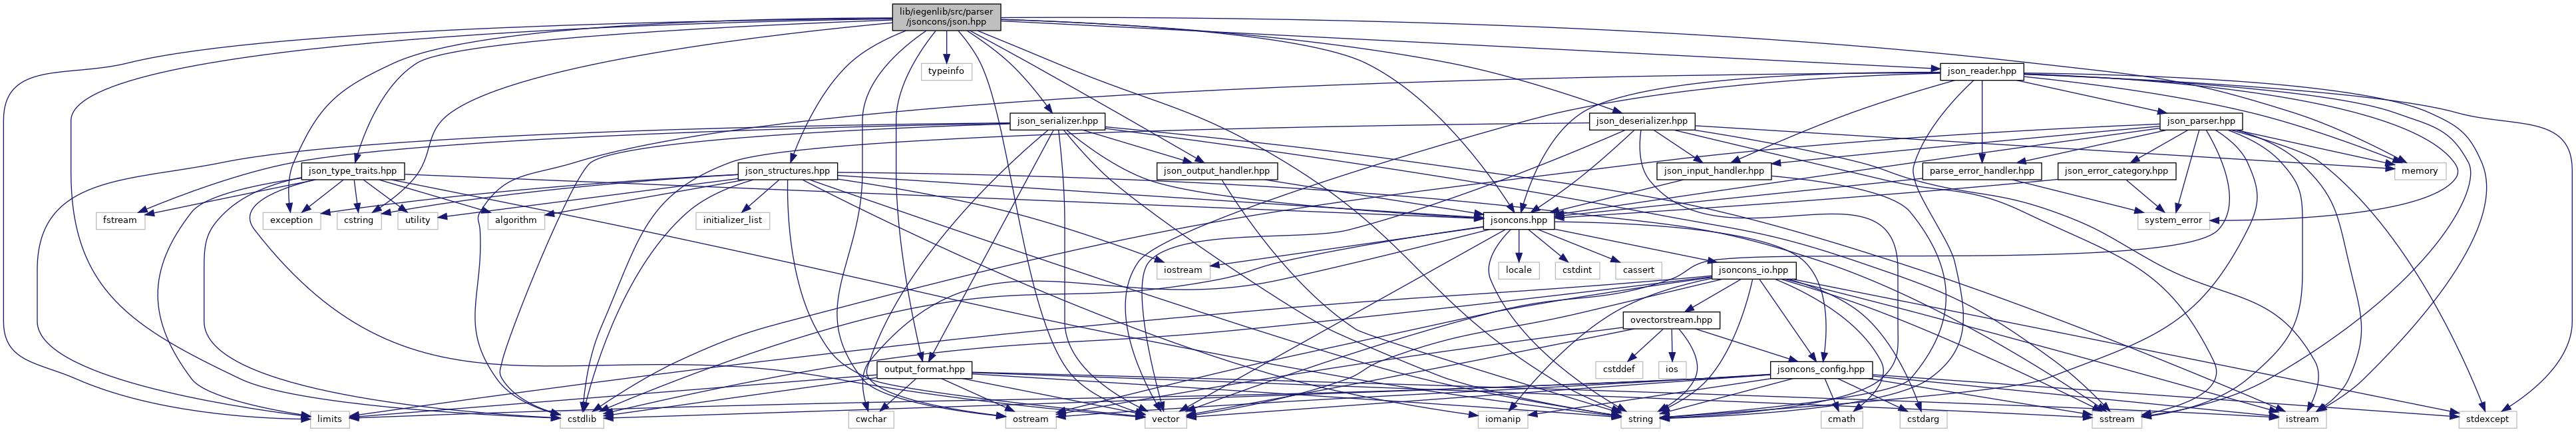 lib/iegenlib/src/parser
/jsoncons/json.hpp
typeinfo
json_reader.hpp
json_serializer.hpp
json_deserializer.hpp
json_parser.hpp
json_type_traits.hpp
json_structures.hpp
json_output_handler.hpp
json_input_handler.hpp
parse_error_handler.hpp
json_error_category.hpp
memory
fstream
exception
cstring
utility
algorithm
initializer_list
jsoncons.hpp
system_error
iostream
locale
cstdint
cassert
jsoncons_io.hpp
ovectorstream.hpp
output_format.hpp
cstddef
ios
jsoncons_config.hpp
limits
cstdlib
cwchar
ostream
vector
iomanip
string
cmath
cstdarg
sstream
istream
stdexcept